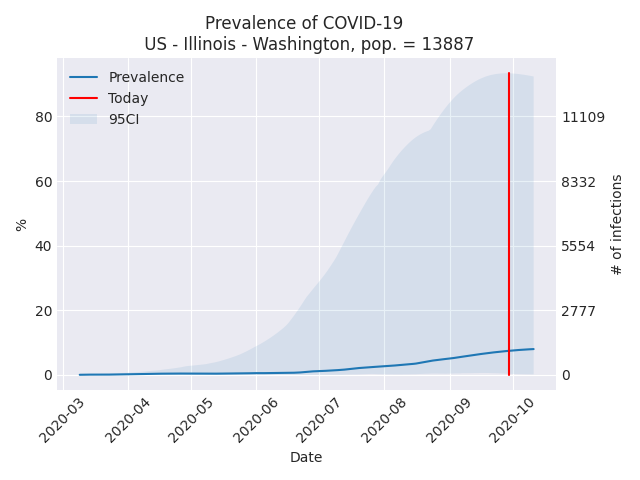 Prevalence of COVID-19
US - Illinois - Washington, pop. = 13887
Prevalence
Today
95CI
80
60
40
20
0
%
11109
8332
5554
2777
0
# of infections
2020-03
2020-04
2020-05
2020-06
2020-07
2020-08
2020-09
2020-10
Date